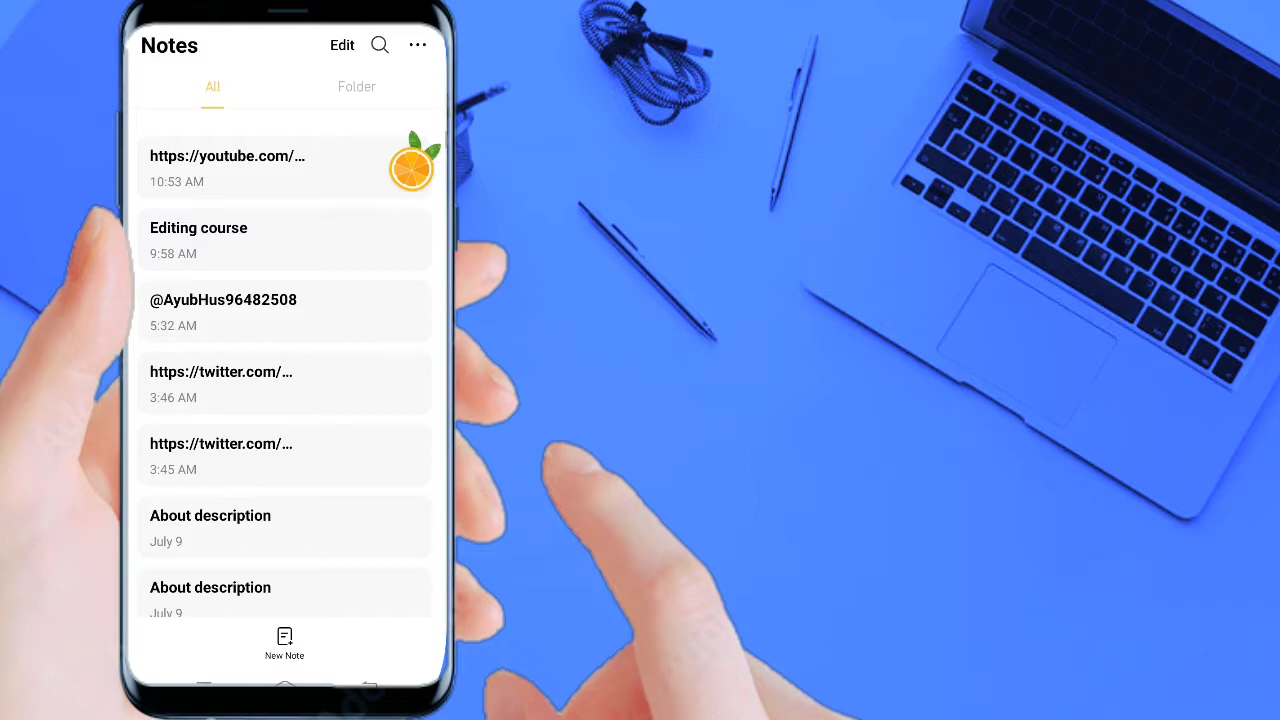 Notes
Edit
All
Folder
https://youtube.com/...
10:53 AM
Editing course
9:58 AM
@AyubHus96482508
5:32 AM
https://twitter.com/...
3:46 AM
https://twitter.com/...
3:45 AM
About description
July 9
About description
July 9
New Note